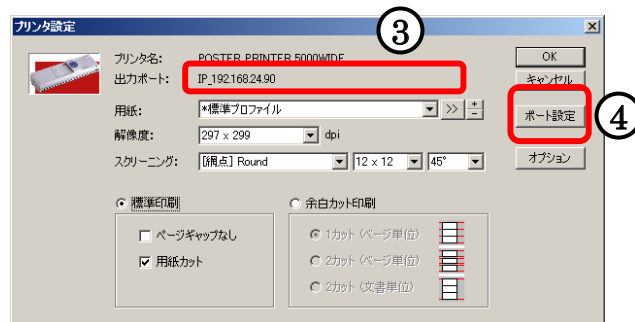 プリンタ設定
③
プリンタ名: POSTER PRINTER 5000WIDE
出力ポート: IP_192.168.24.90
用紙: *標準プロファイル >> + -
解像度: 297 x 299 dpi
スクリーニング: [網点] Round 12 x 12 45°
OK
キャンセル
ポート設定
④
オプション
標準印刷
ページギャップなし
用紙カット
余白カット印刷
1カット (ページ単位)
2カット (ページ単位)
2カット (文書単位)